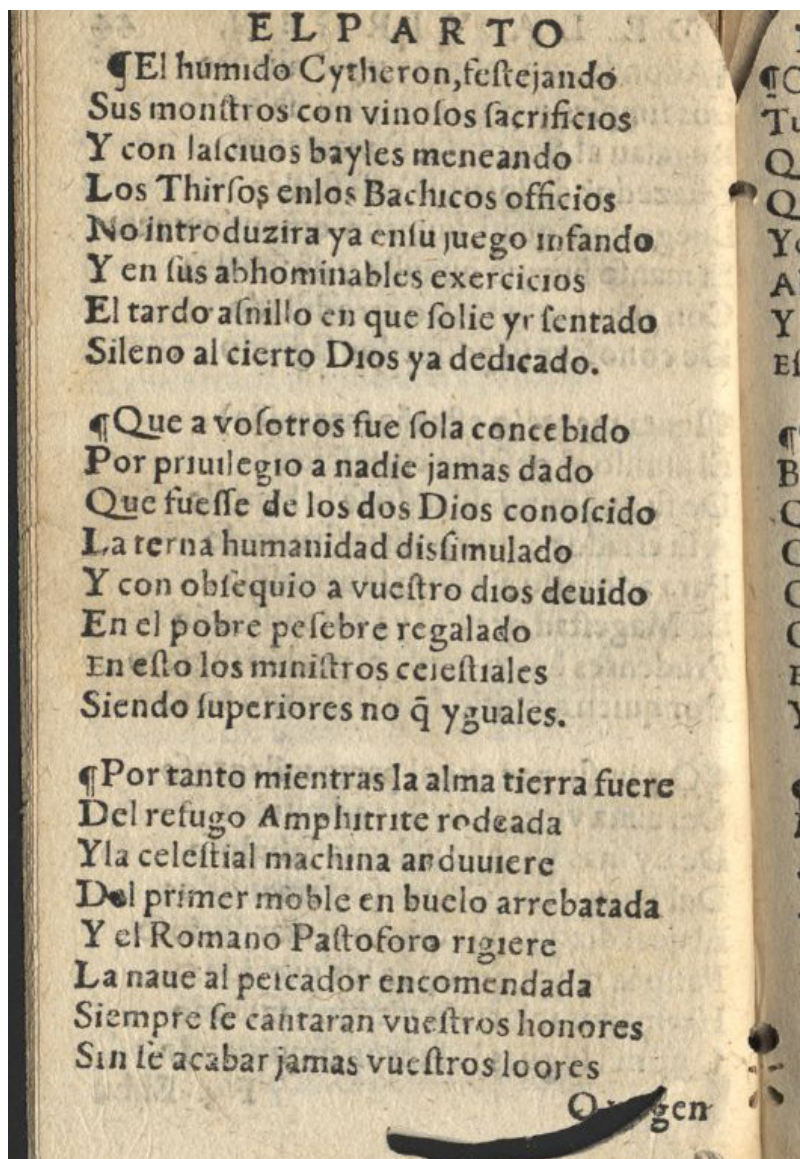 EL PARTO
¶El humido Cytheron, feſtejando
Sus monſtros con vinoſos ſacrificios
Y con laſciuos bayles meneando
Los Thirſos enlos Bachicos officios
No introduzira ya enſu juego infando
Y en ſus abhominables exercicios
El tardo aſnillo en que ſolie yr ſentado
Sileno al cierto Dios ya dedicado.
¶Que a voſotros fue ſola concebido
Por priuilegio a nadie jamas dado
Que fueſſe de los dos Dios conoſcido
La terna humanidad disſimulado
Y con obſequio a vueſtro dios deuido
En el pobre peſebre regalado
En eſto los miniſtros celeſtiales
Siendo ſuperiores no q̃ yguales.
¶Por tanto mientras la alma tierra fuere
Del refugo Amphitrite rodeada
Y la celeſtial machina anduuiere
Del primer moble en buelo arrebatada
Y el Romano Paſtoforo rigiere
La naue al peſcador encomendada
Siempre ſe cantaran vueſtros honores
Sin ſe acabar jamas vueſtros loores
Tu
Q
Q
Y
A
Y
Eſ
B